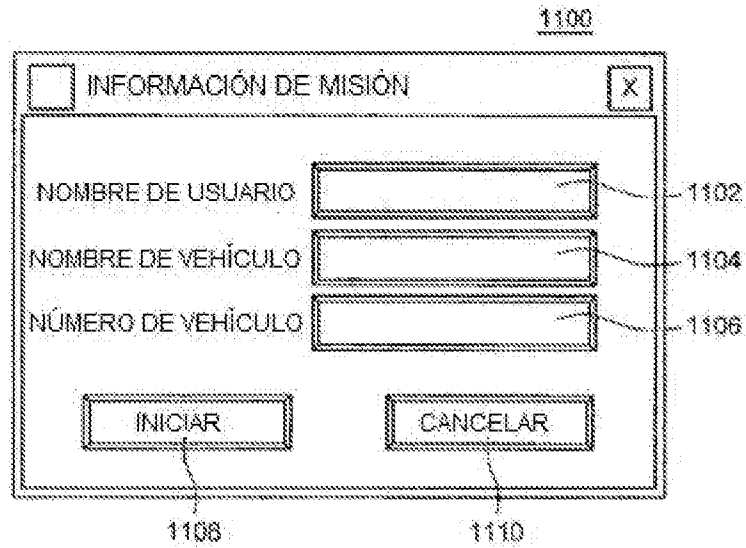 1100
INFORMACIÓN DE MISIÓN X
NOMBRE DE USUARIO 1102
NOMBRE DE VEHÍCULO 1104
NÚMERO DE VEHÍCULO 1106
INICIAR CANCELAR
1108 1110